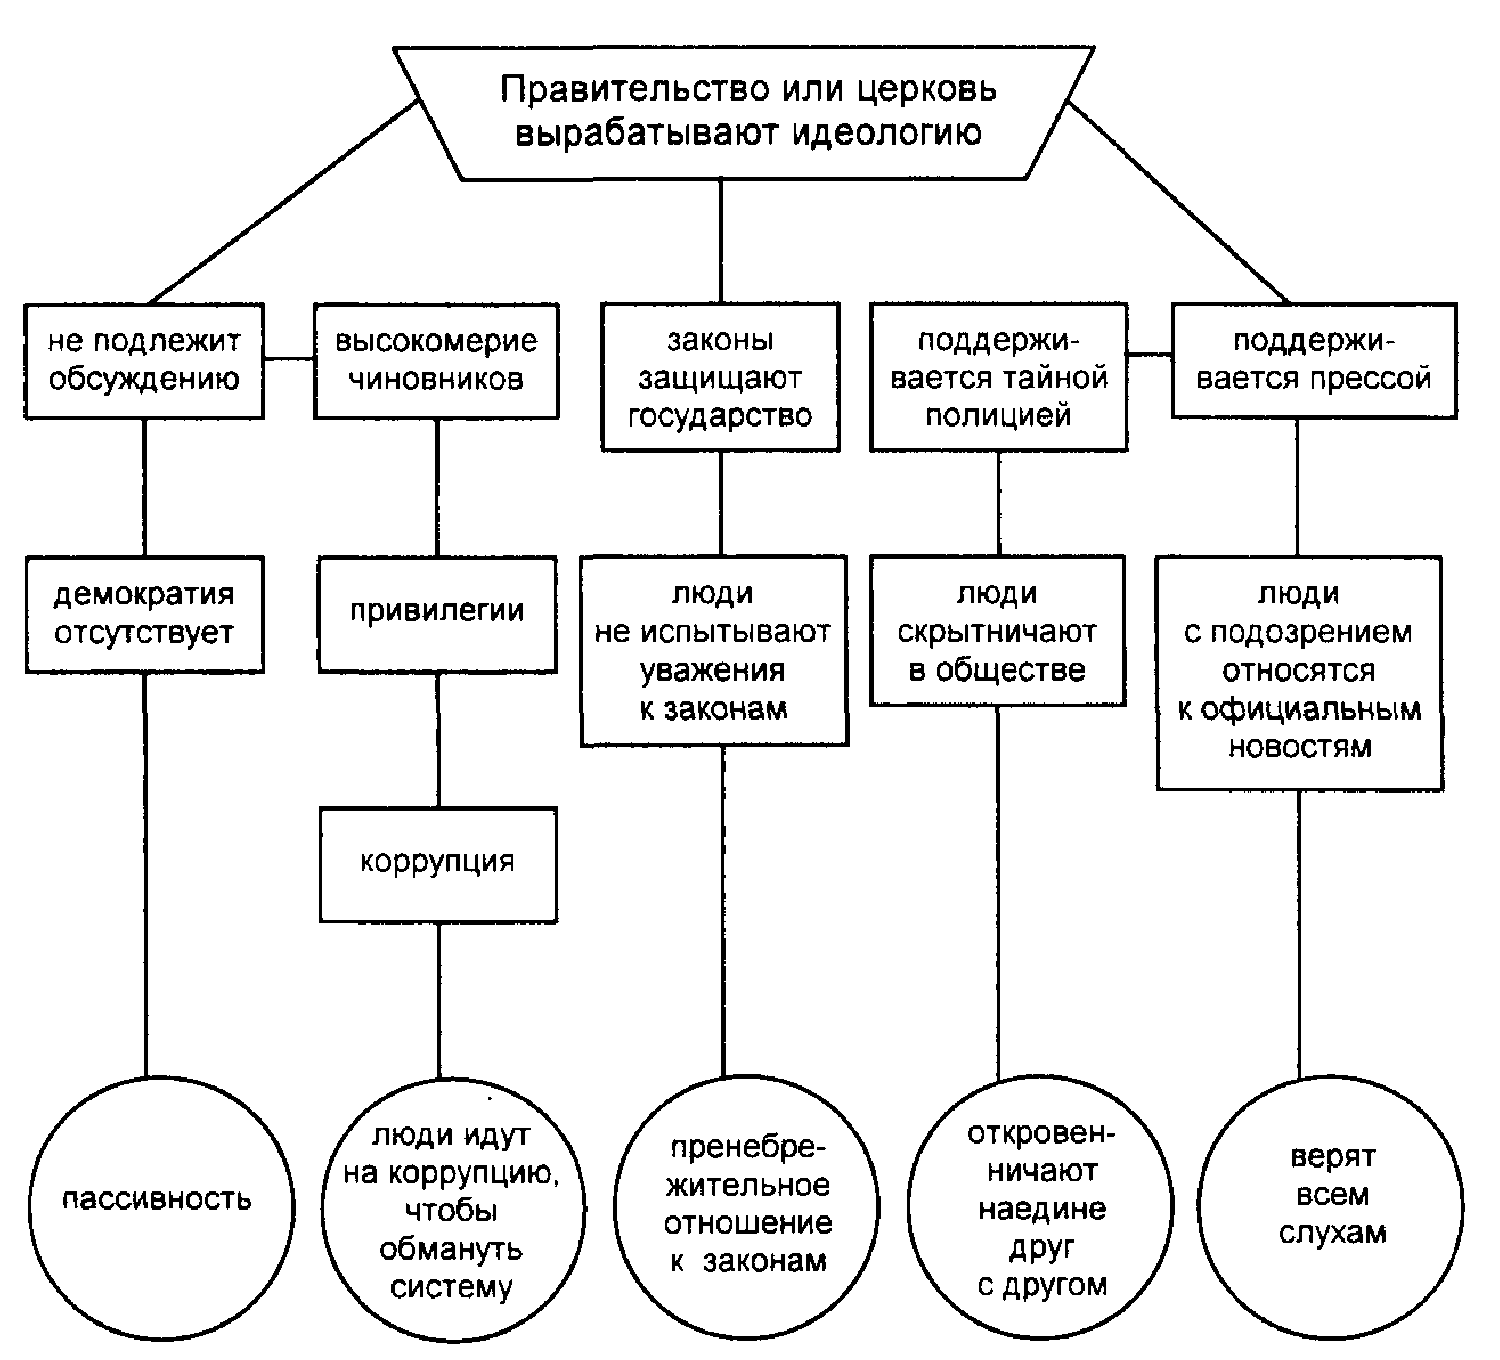 Правительство или церковь
вырабатывают идеологию
не подлежит
обсуждению
высокомерие
чиновников
законы
защищают
государство
поддержи-
вается тайной
полицией
поддержи-
вается прессой
демократия
отсутствует
привилегии
люди
не испытывают
уважения
к законам
люди
скрытничают
в обществе
люди
с подозрением
относятся
к официальным
новостям
коррупция
пассивность
люди идут
на коррупцию,
чтобы
обмануть
систему
пренебре-
жительное
отношение
к законам
откровен-
ничают
наедине
друг
с другом
верят
всем
слухам